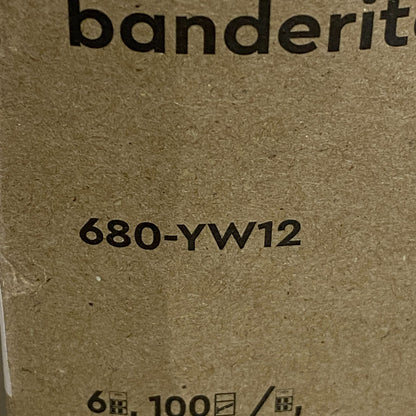 banderit
680-YW12
6, 100 / ,